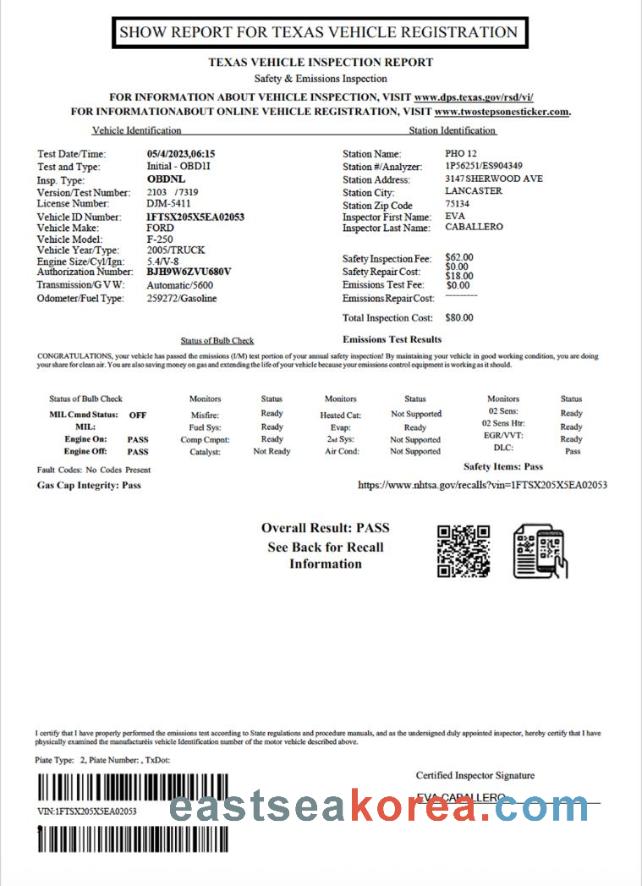 SHOW REPORT FOR TEXAS VEHICLE REGISTRATION
TEXAS VEHICLE INSPECTION REPORT
Safety & Emissions Inspection
FOR INFORMATION ABOUT VEHICLE INSPECTION, VISIT www.dps.texas.gov/rsd/vi/
FOR INFORMATIONABOUT ONLINE VEHICLE REGISTRATION, VISIT www.twostepsonesticker.com.
Vehicle Identification
Test Date/Time: 05/4/2023,06:15
Test and Type: Initial - OBDII
Insp. Type: OBDNL
Version/Test Number: 2103 /7319
License Number: DJM-5411
Vehicle ID Number: 1FTSX205X5EA02053
Vehicle Make: FORD
Vehicle Model: F-250
Vehicle Year/Type: 2005/TRUCK
Engine Size/Cyl/Ign: 5.4/V-8
Authorization Number: BJH9W6ZVU680V
Transmission/G V W: Automatic/5600
Odometer/Fuel Type: 259272/Gasoline
Station Identification
Station Name: PHO 12
Station #/Analyzer: 1P56251/ES904349
Station Address: 3147SHERWOOD AVE
Station City: LANCASTER
Station Zip Code 75134
Inspector First Name: EVA
Inspector Last Name: CABALLERO
Safety Inspection Fee: $62.00
Safety Repair Cost: $0.00
Emissions Test Fee: $18.00
EmissionsRepairCost: $0.00
Total Inspection Cost: $80.00
Status of Bulb Check
Emissions Test Results
CONGRATULATIONS, your vehicle has passed the emissions (I/M) test portion of your annual safety inspection! By maintaining your vehicle in good working condition, you are doing
your share for clean air. You are also saving money on gas and extending the life of your vehicle because your emissions control equipment is working as it should.
Status of Bulb Check Monitors Status Monitors Status Monitors Status
MIL Cmnd Status: OFF Misfire: Ready Heated Cat: Not Supported 02 Sens: Ready
MIL: Fuel Sys: Ready Evap: Ready 02 Sens Htr: Ready
Engine On: PASS Comp Cmpnt: Ready 2nt Sys: Not Supported EGR/VVT: Ready
Engine Off: PASS Catalyst: Not Ready Air Cond: Not Supported DLC: Pass
Fault Codes: No Codes Present
Safety Items: Pass
Gas Cap Integrity: Pass
https://www.nhtsa.gov/recalls?vin=1FTSX205X5EA02053
Overall Result: PASS
See Back for Recall
Information
I certify that I have properly performed the emissions test according to State regulations and procedure manuals, and as the undersigned duly appointed inspector, hereby certify that I have
physically examined the manufacturèis vehicle Identification number of the motor vehicle described above.
Piate Type: 2, Piate Number: , TxDot:
Certified Inspector Signature
EVA CABALLERO
VIN:1FTSX205X5EA02053
eastseakorea.com